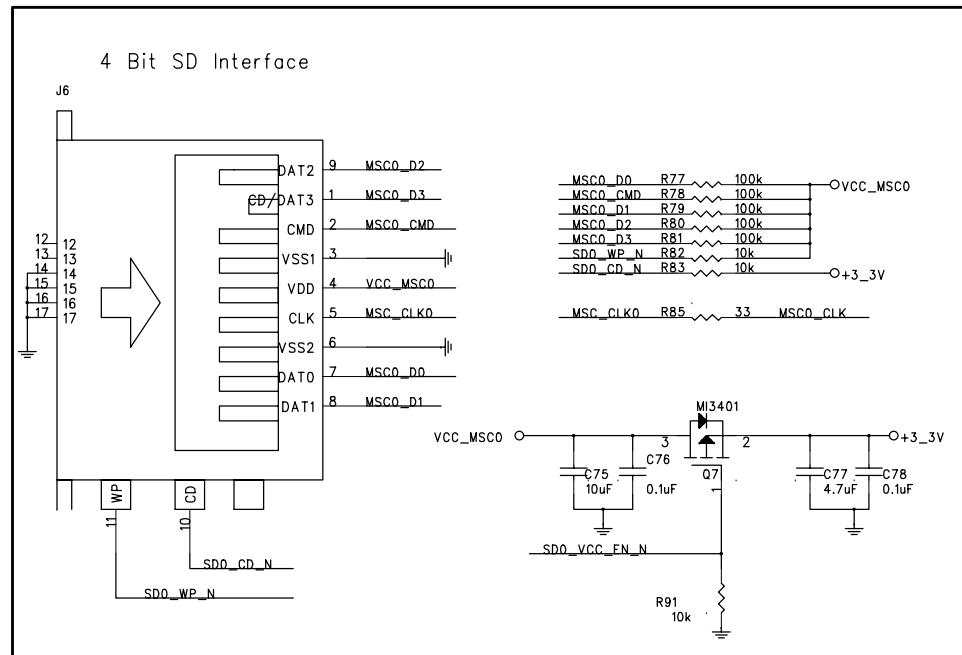 4 Bit SD Interface
J6
DAT2 9 MSC0_D2
CD/DAT3 1 MSC0_D3
CMD 2 MSC0_CMD
VSS1 3
VDD 4 VCC_MSC0
CLK 5 MSC_CLK0
VSS2 6
DAT0 7 MSC0_D0
DAT1 8 MSC0_D1
12 12
13 13
14 14
15 15
16 16
17 17
WP
CD
11
10
SD0_CD_N
SD0_WP_N
MSC0_D0 R77 100k VCC_MSC0
MSC0_CMD R78 100k
MSC0_D1 R79 100k
MSC0_D2 R80 100k
MSC0_D3 R81 100k
SD0_WP_N R82 10k
SD0_CD_N R83 10k +3_3V
MSC_CLK0 R85 33 MSC0_CLK
MI3401
VCC_MSC0 3 2 +3_3V
Q7
1
C75
10uF
C76
0.1uF
C77
4.7uF
C78
0.1uF
SD0_VCC_EN_N
R91
10k